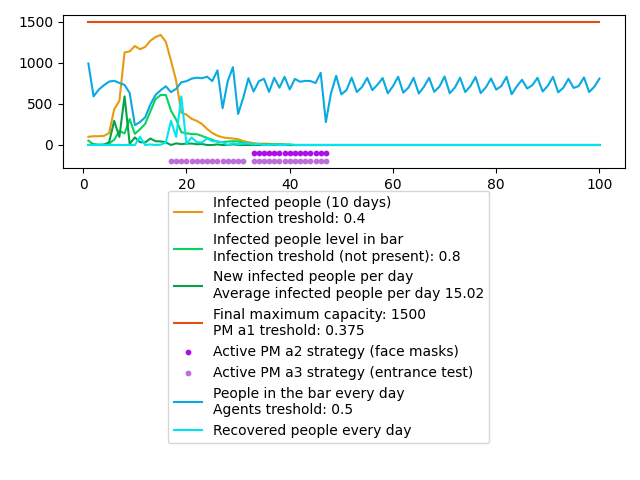 1500
1000
500
0
0
20
40
60
80
100
Infected people (10 days)
Infection treshold: 0.4
Infected people level in bar
Infection treshold (not present): 0.8
New infected people per day
Average infected people per day 15.02
Final maximum capacity: 1500
PM a1 treshold: 0.375
Active PM a2 strategy (face masks)
Active PM a3 strategy (entrance test)
People in the bar every day
Agents treshold: 0.5
Recovered people every day